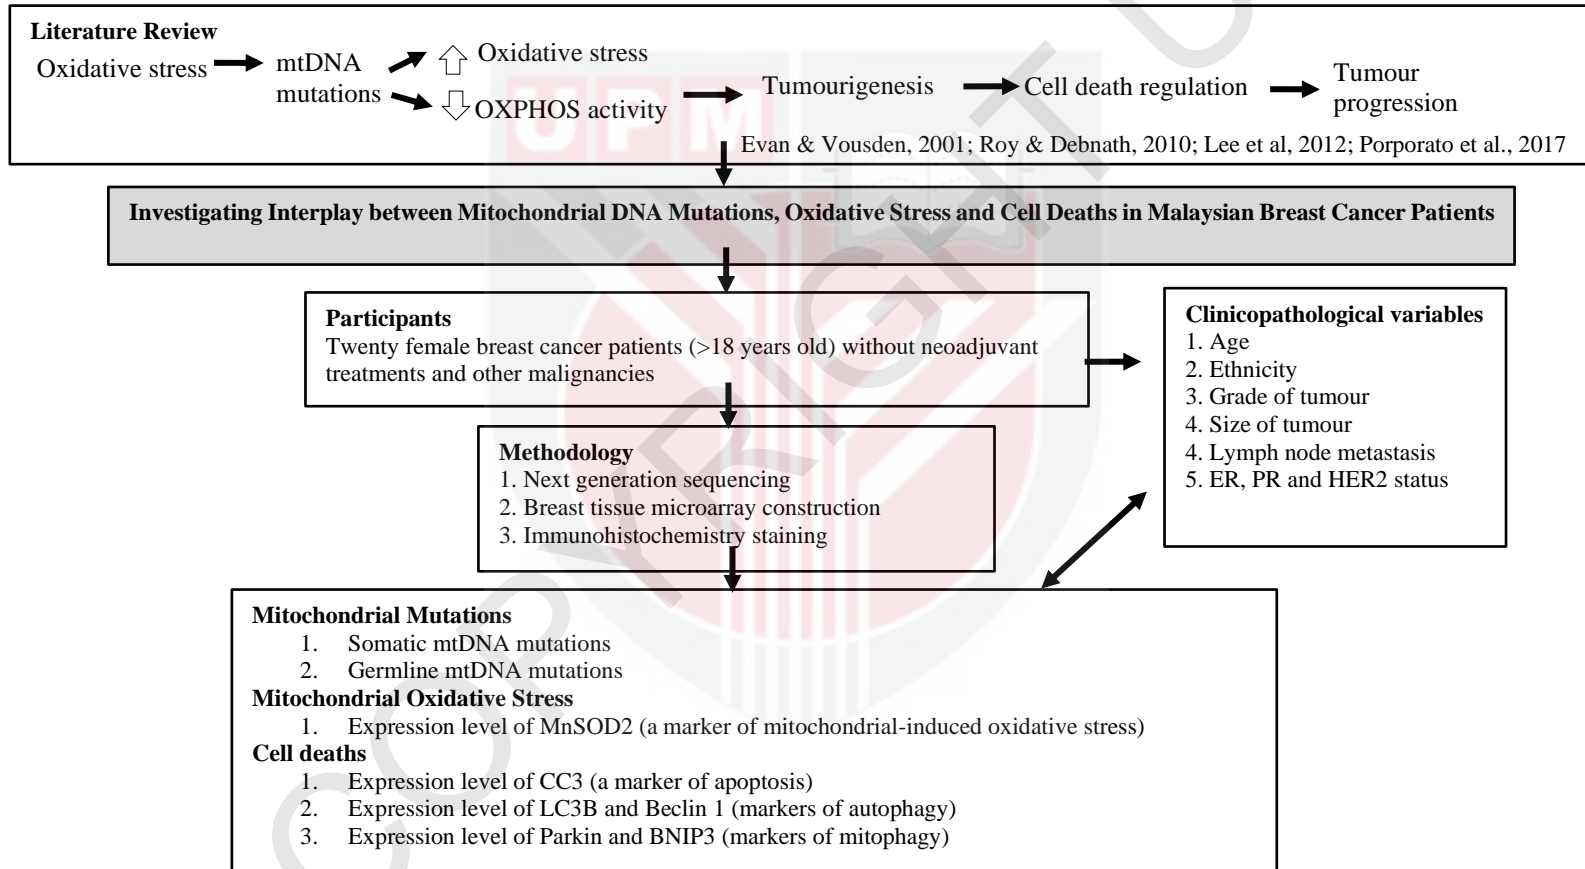 Literature Review
Oxidative stress
mtDNA
mutations
Oxidative stress
OXPHOS activity
Tumourigenesis
Cell death regulation
Tumour
progression
Evan & Vousden, 2001; Roy & Debnath, 2010; Lee et al, 2012; Porporato et al., 2017
Investigating Interplay between Mitochondrial DNA Mutations, Oxidative Stress and Cell Deaths in Malaysian Breast Cancer Patients
Participants
Twenty female breast cancer patients (>18 years old) without neoadjuvant
treatments and other malignancies
Clinicopathological variables
1. Age
2. Ethnicity
3. Grade of tumour
4. Size of tumour
4. Lymph node metastasis
5. ER, PR and HER2 status
Methodology
1. Next generation sequencing
2. Breast tissue microarray construction
3. Immunohistochemistry staining
Mitochondrial Mutations
1. Somatic mtDNA mutations
2. Germline mtDNA mutations
Mitochondrial Oxidative Stress
1. Expression level of MnSOD2 (a marker of mitochondrial-induced oxidative stress)
Cell deaths
1. Expression level of CC3 (a marker of apoptosis)
2. Expression level of LC3B and Beclin 1 (markers of autophagy)
3. Expression level of Parkin and BNIP3 (markers of mitophagy)
UPM
COPYRIGHT U